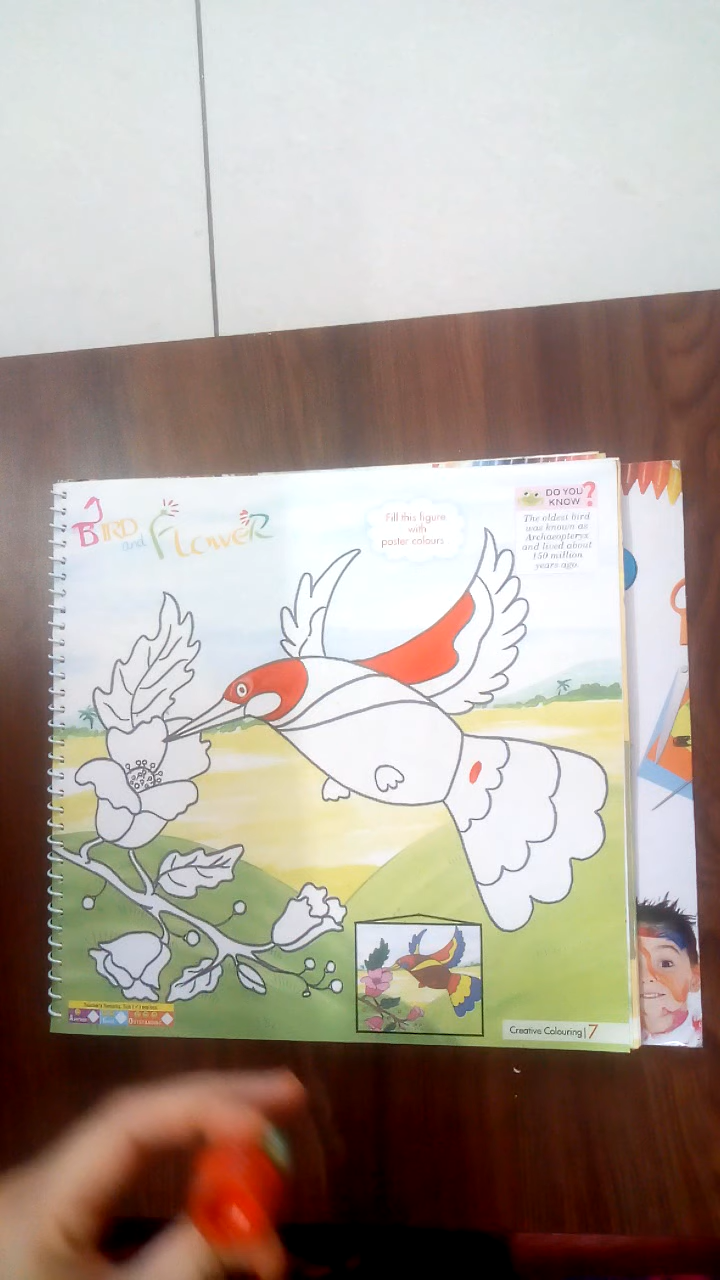 BIRD
and FLOWER
Fill this figure
with
poster colours
DO YOU
KNOW ?
The oldest bird
was known as
Archaeopteryx
and lived about
150 million
years ago.
Creative Colouring | 7